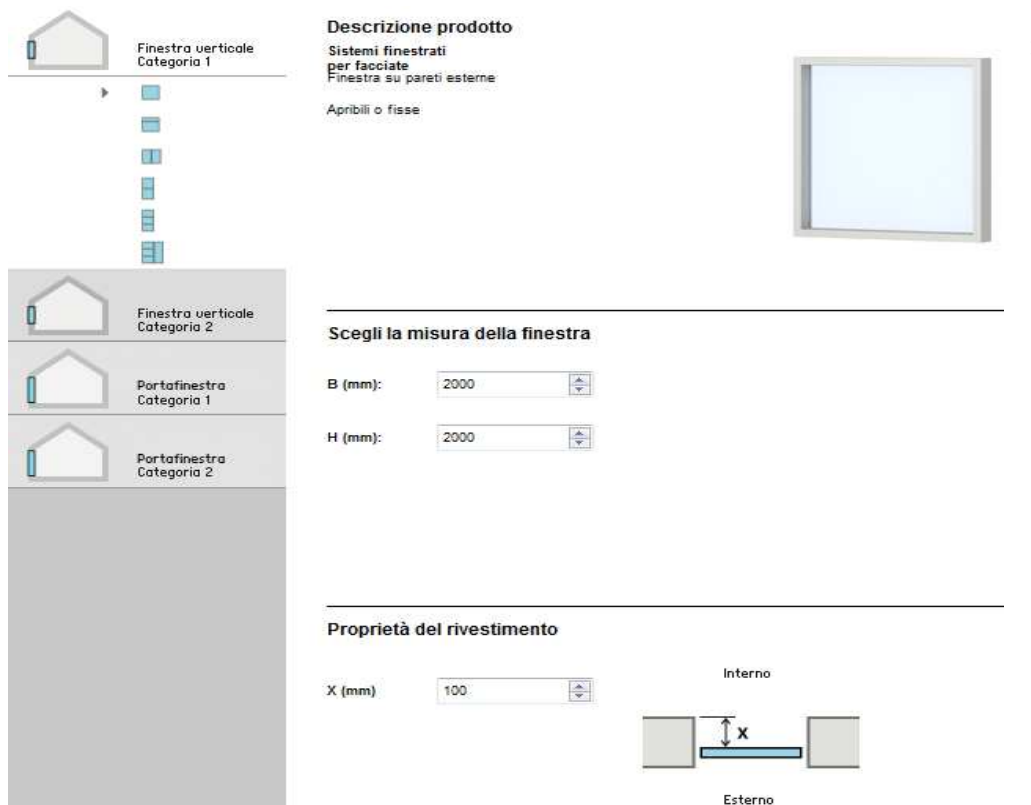 Finestra verticale
Categoria 1
Finestra verticale
Categoria 2
Portafinestra
Categoria 1
Portafinestra
Categoria 2
Descrizione prodotto
Sistemi finestrati
per facciate
Finestra su pareti esterne
Apribili o fisse
Scegli la misura della finestra
B (mm): 2000
H (mm): 2000
Proprietà del rivestimento
X (mm) 100
Interno
X
Esterno